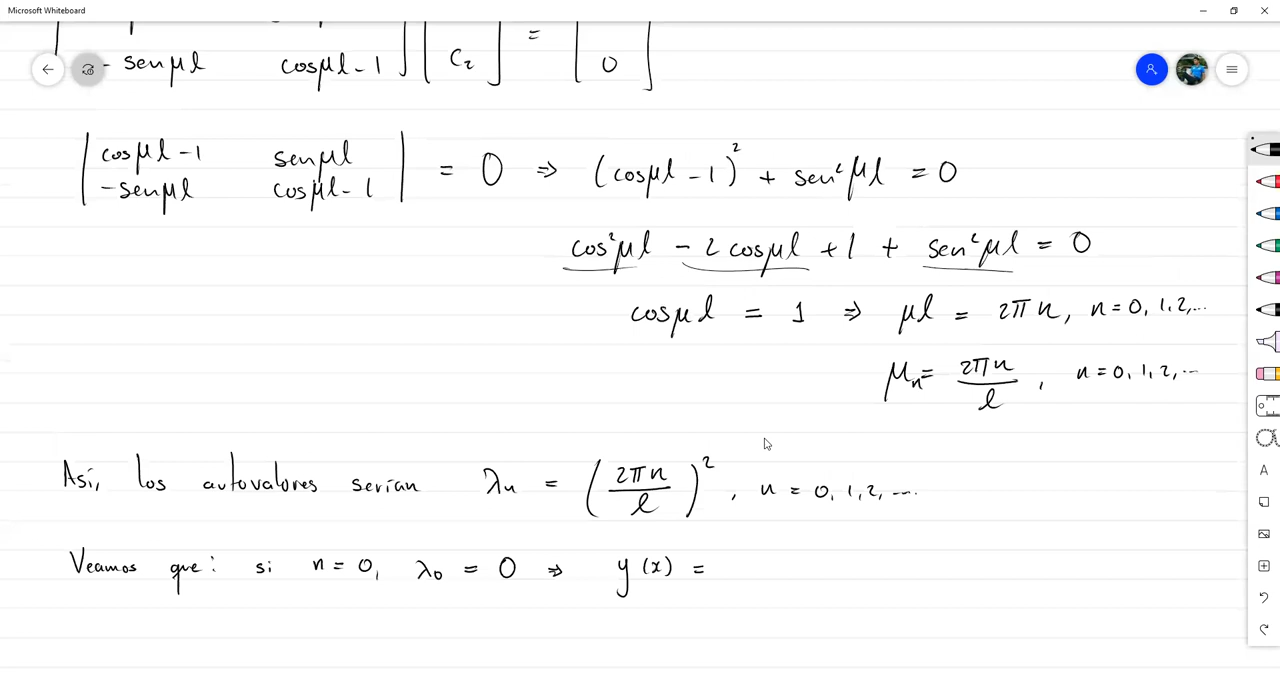 Microsoft Whiteboard
=
- senμl cosμl - 1 C₂ 0
| cosμl - 1 senμl |
| -senμl cosμl - 1 | = 0 ⇒ (cosμl - 1)² + sen²μl = 0
cos²μl - 2 cosμl + 1 + sen²μl = 0
cosμl = 1 ⇒ μl = 2πn, n = 0, 1, 2, ...
μₙ = 2πn/l , n = 0, 1, 2, ...
Así, los autovalores serían λₙ = (2πn/l)² , n = 0, 1, 2, ....
Veamos que: si n = 0, λ₀ = 0 ⇒ y(x) =
A